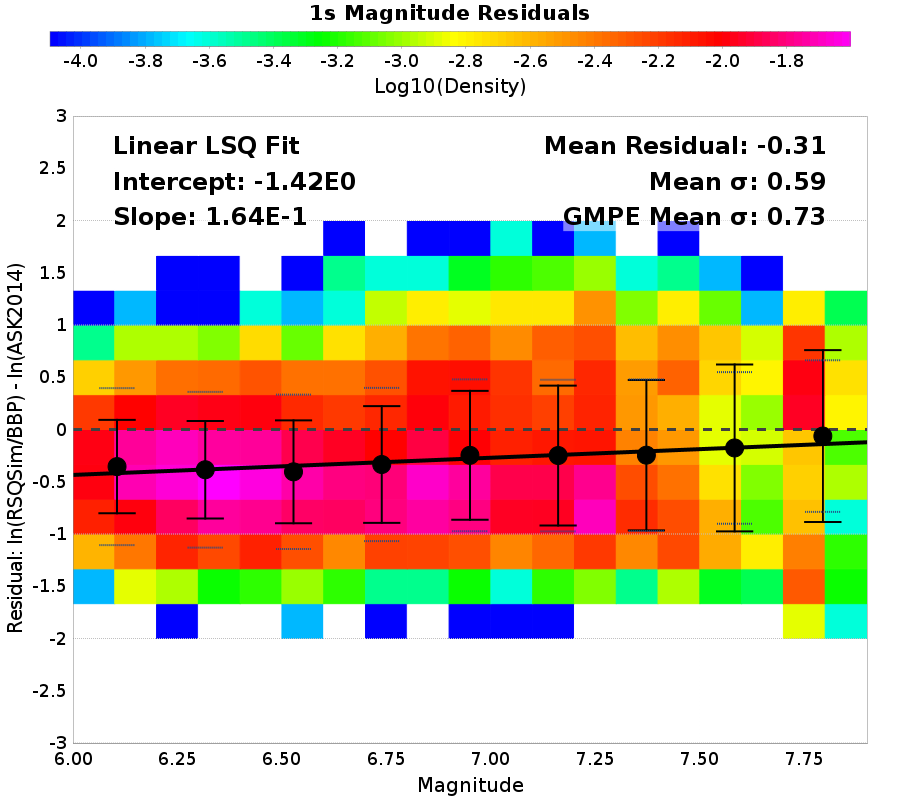 1s Magnitude Residuals
-4.0 -3.8 -3.6 -3.4 -3.2 -3.0 -2.8 -2.6 -2.4 -2.2 -2.0 -1.8
Log10(Density)
Linear LSQ Fit
Intercept: -1.42E0
Slope: 1.64E-1
Mean Residual: -0.31
Mean σ: 0.59
GMPE Mean σ: 0.73
Residual: ln(RSQSim/BBP) - ln(ASK2014)
3
2.5
2
1.5
1
0.5
0
-0.5
-1
-1.5
-2
-2.5
-3
6.00 6.25 6.50 6.75 7.00 7.25 7.50 7.75
Magnitude